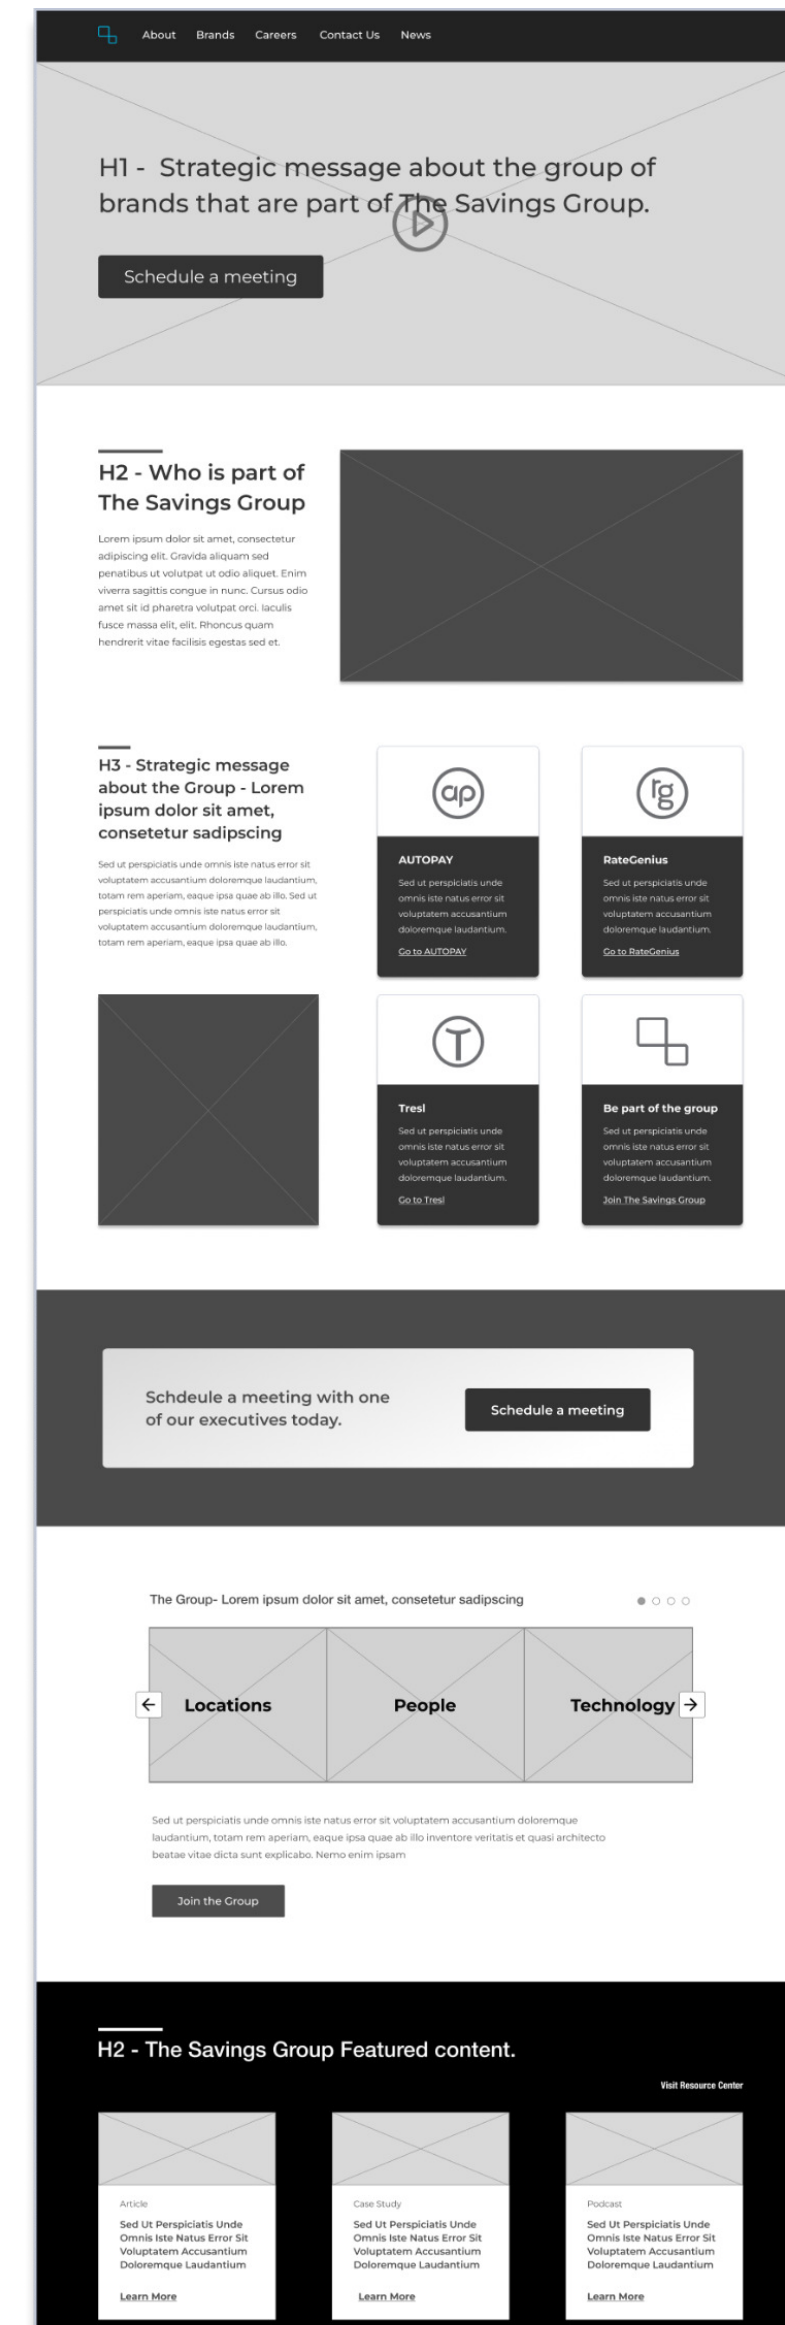 About Brands Careers Contact Us News
H1 - Strategic message about the group of
brands that are part of The Savings Group.
Schedule a meeting
H2 - Who is part of
The Savings Group
Lorem ipsum dolor sit amet, consectetur
adipiscing elit. Gravida aliquam sed
penatibus ut volutpat ut odio aliquet. Enim
viverra sagittis congue in nunc. Cursus odio
amet sit id pharetra volutpat orci. Iaculis
fusce massa elit, elit. Rhoncus quam
hendrerit vitae facilisis egestas sed et.
H3 - Strategic message
about the Group - Lorem
ipsum dolor sit amet,
consetetur sadipscing
Sed ut perspiciatis unde omnis iste natus error sit
voluptatem accusantium doloremque laudantium,
totam rem aperiam, eaque ipsa quae ab illo. Sed ut
perspiciatis unde omnis iste natus error sit
voluptatem accusantium doloremque laudantium,
totam rem aperiam, eaque ipsa quae ab illo.
ap
AUTOPAY
Sed ut perspiciatis unde
omnis iste natus error sit
voluptatem accusantium
doloremque laudantium.
Go to AUTOPAY
rg
RateGenius
Sed ut perspiciatis unde
omnis iste natus error sit
voluptatem accusantium
doloremque laudantium.
Go to RateGenius
T
Tresl
Sed ut perspiciatis unde
omnis iste natus error sit
voluptatem accusantium
doloremque laudantium.
Go to Tresl
Be part of the group
Sed ut perspiciatis unde
omnis iste natus error sit
voluptatem accusantium
doloremque laudantium.
Join The Savings Group
Schdeule a meeting with one
of our executives today.
Schedule a meeting
The Group- Lorem ipsum dolor sit amet, consetetur sadipscing
Locations
People
Technology
Sed ut perspiciatis unde omnis iste natus error sit voluptatem accusantium doloremque
laudantium, totam rem aperiam, eaque ipsa quae ab illo inventore veritatis et quasi architecto
beatae vitae dicta sunt explicabo. Nemo enim ipsam
Join the Group
H2 - The Savings Group Featured content.
Visit Resource Center
Article
Sed Ut Perspiciatis Unde
Omnis Iste Natus Error Sit
Voluptatem Accusantium
Doloremque Laudantium
Learn More
Case Study
Sed Ut Perspiciatis Unde
Omnis Iste Natus Error Sit
Voluptatem Accusantium
Doloremque Laudantium
Learn More
Podcast
Sed Ut Perspiciatis Unde
Omnis Iste Natus Error Sit
Voluptatem Accusantium
Doloremque Laudantium
Learn More